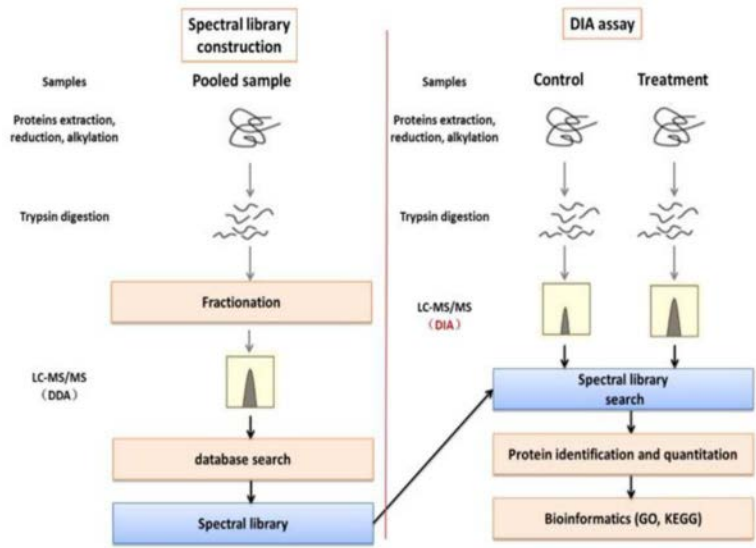 Spectral library
construction
Samples
Pooled sample
Proteins extraction,
reduction, alkylation
Trypsin digestion
Fractionation
LC-MS/MS
（DDA）
database search
Spectral library
DIA assay
Samples
Control
Treatment
Proteins extraction,
reduction, alkylation
Trypsin digestion
LC-MS/MS
（DIA）
Spectral library
search
Protein identification and quantitation
Bioinformatics (GO, KEGG)